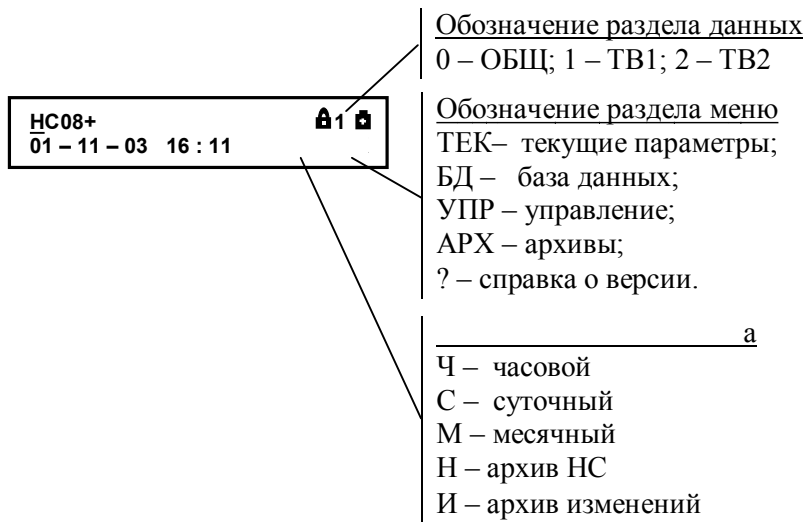 Обозначение раздела данных
0 – ОБЩ; 1 – ТВ1; 2 – ТВ2
НС08+ 1
01 – 11 – 03 16 : 11
Обозначение раздела меню
ТЕК– текущие параметры;
БД – база данных;
УПР – управление;
АРХ – архивы;
? – справка о версии.
а
Ч – часовой
С – суточный
М – месячный
Н – архив НС
И – архив изменений